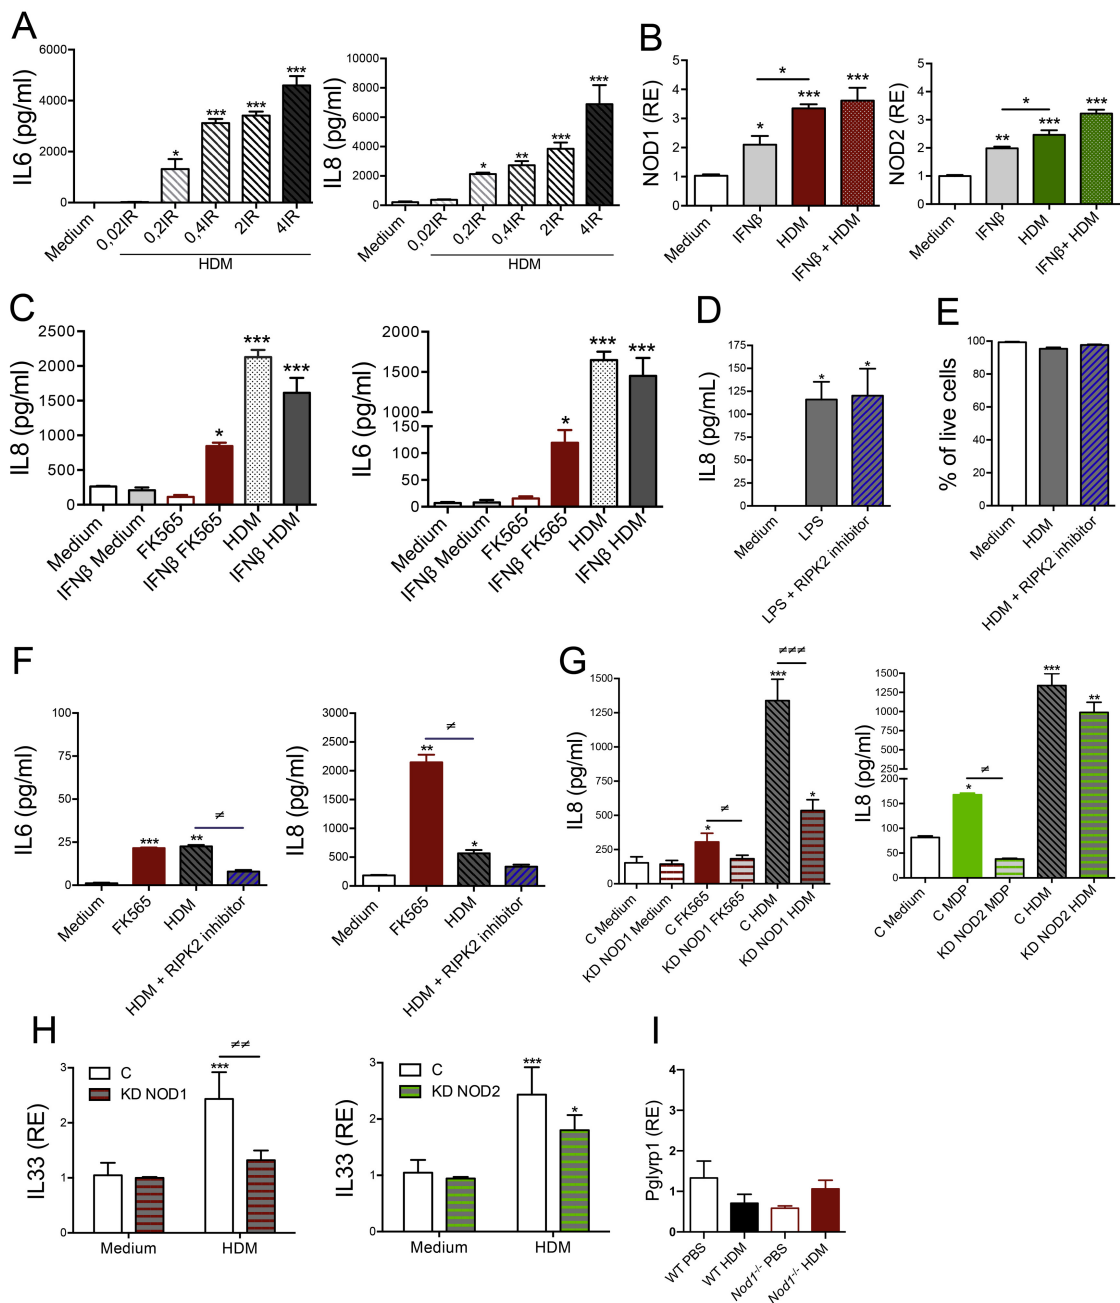 A
IL6 (pg/ml)
6000
4000
2000
0
*
***
***
***
Medium
0,02IR
0,2IR
0,4IR
2IR
4IR
HDM
IL8 (pg/ml)
10000
8000
6000
4000
2000
0
*
**
***
***
Medium
0,02IR
0,2IR
0,4IR
2IR
4IR
HDM
B
NOD1 (RE)
5
4
3
2
1
0
*
*
***
***
Medium
IFNβ
HDM
IFNβ + HDM
NOD2 (RE)
5
4
3
2
1
0
*
**
***
***
Medium
IFNβ
HDM
IFNβ+ HDM
C
IL8 (pg/ml)
2500
2000
1500
1000
500
0
*
***
***
Medium
IFNβ Medium
FK565
IFNβ FK565
HDM
IFNβ HDM
IL6 (pg/ml)
2000
1500
1000
150
100
50
0
*
***
***
Medium
IFNβ Medium
FK565
IFNβ FK565
HDM
IFNβ HDM
D
IL8 (pg/mL)
175
150
125
100
75
50
25
0
*
*
Medium
LPS
LPS + RIPK2 inhibitor
E
% of live cells
100
80
60
40
20
0
Medium
HDM
HDM + RIPK2 inhibitor
F
IL6 (pg/ml)
100
75
50
25
0
***
**
≠
Medium
FK565
HDM
HDM + RIPK2 inhibitor
IL8 (pg/ml)
3000
2500
2000
1500
1000
500
0
**
≠
*
Medium
FK565
HDM
HDM + RIPK2 inhibitor
G
IL8 (pg/ml)
1500
1250
1000
750
500
250
0
*
≠
***
≠≠≠
*
C Medium
KD NOD1 Medium
C FK565
KD NOD1 FK565
C HDM
KD NOD1 HDM
IL8 (pg/ml)
1500
1250
1000
750
500
250
200
150
100
50
0
*
≠
***
**
C Medium
C MDP
KD NOD2 MDP
C HDM
KD NOD2 HDM
H
IL33 (RE)
3
2
1
0
C
KD NOD1
***
≠≠
Medium
HDM
IL33 (RE)
3
2
1
0
C
KD NOD2
***
*
Medium
HDM
I
Pglyrp1 (RE)
4
3
2
1
0
WT PBS
WT HDM
Nod1-/- PBS
Nod1-/- HDM